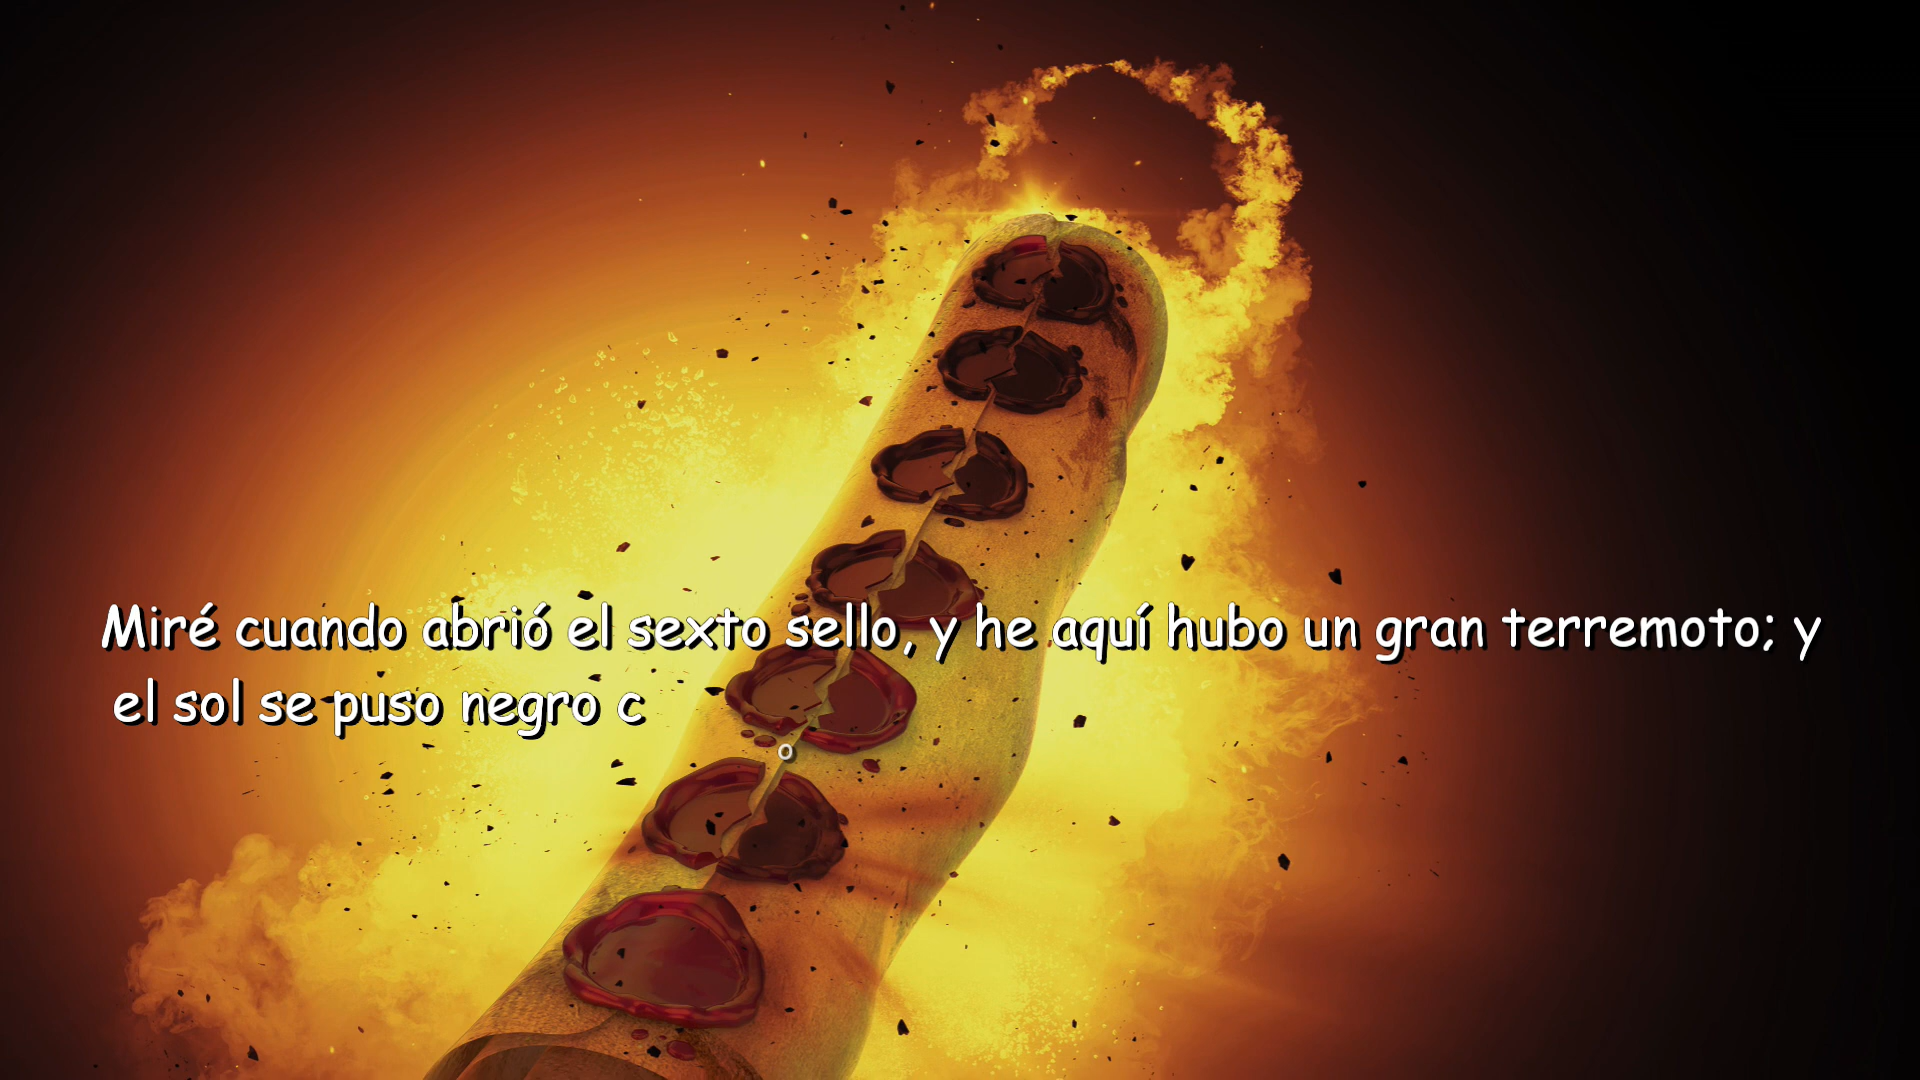 Miré cuando abrió el sexto sello, y he aquí hubo un gran terremoto; y
el sol se puso negro c
o